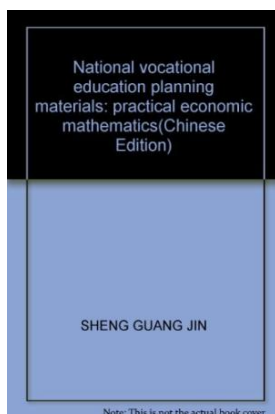 National vocational
education planning
materials: practical economic
mathematics(Chinese
Edition)
SHENG GUANG JIN
Note: This is not the actual book cover